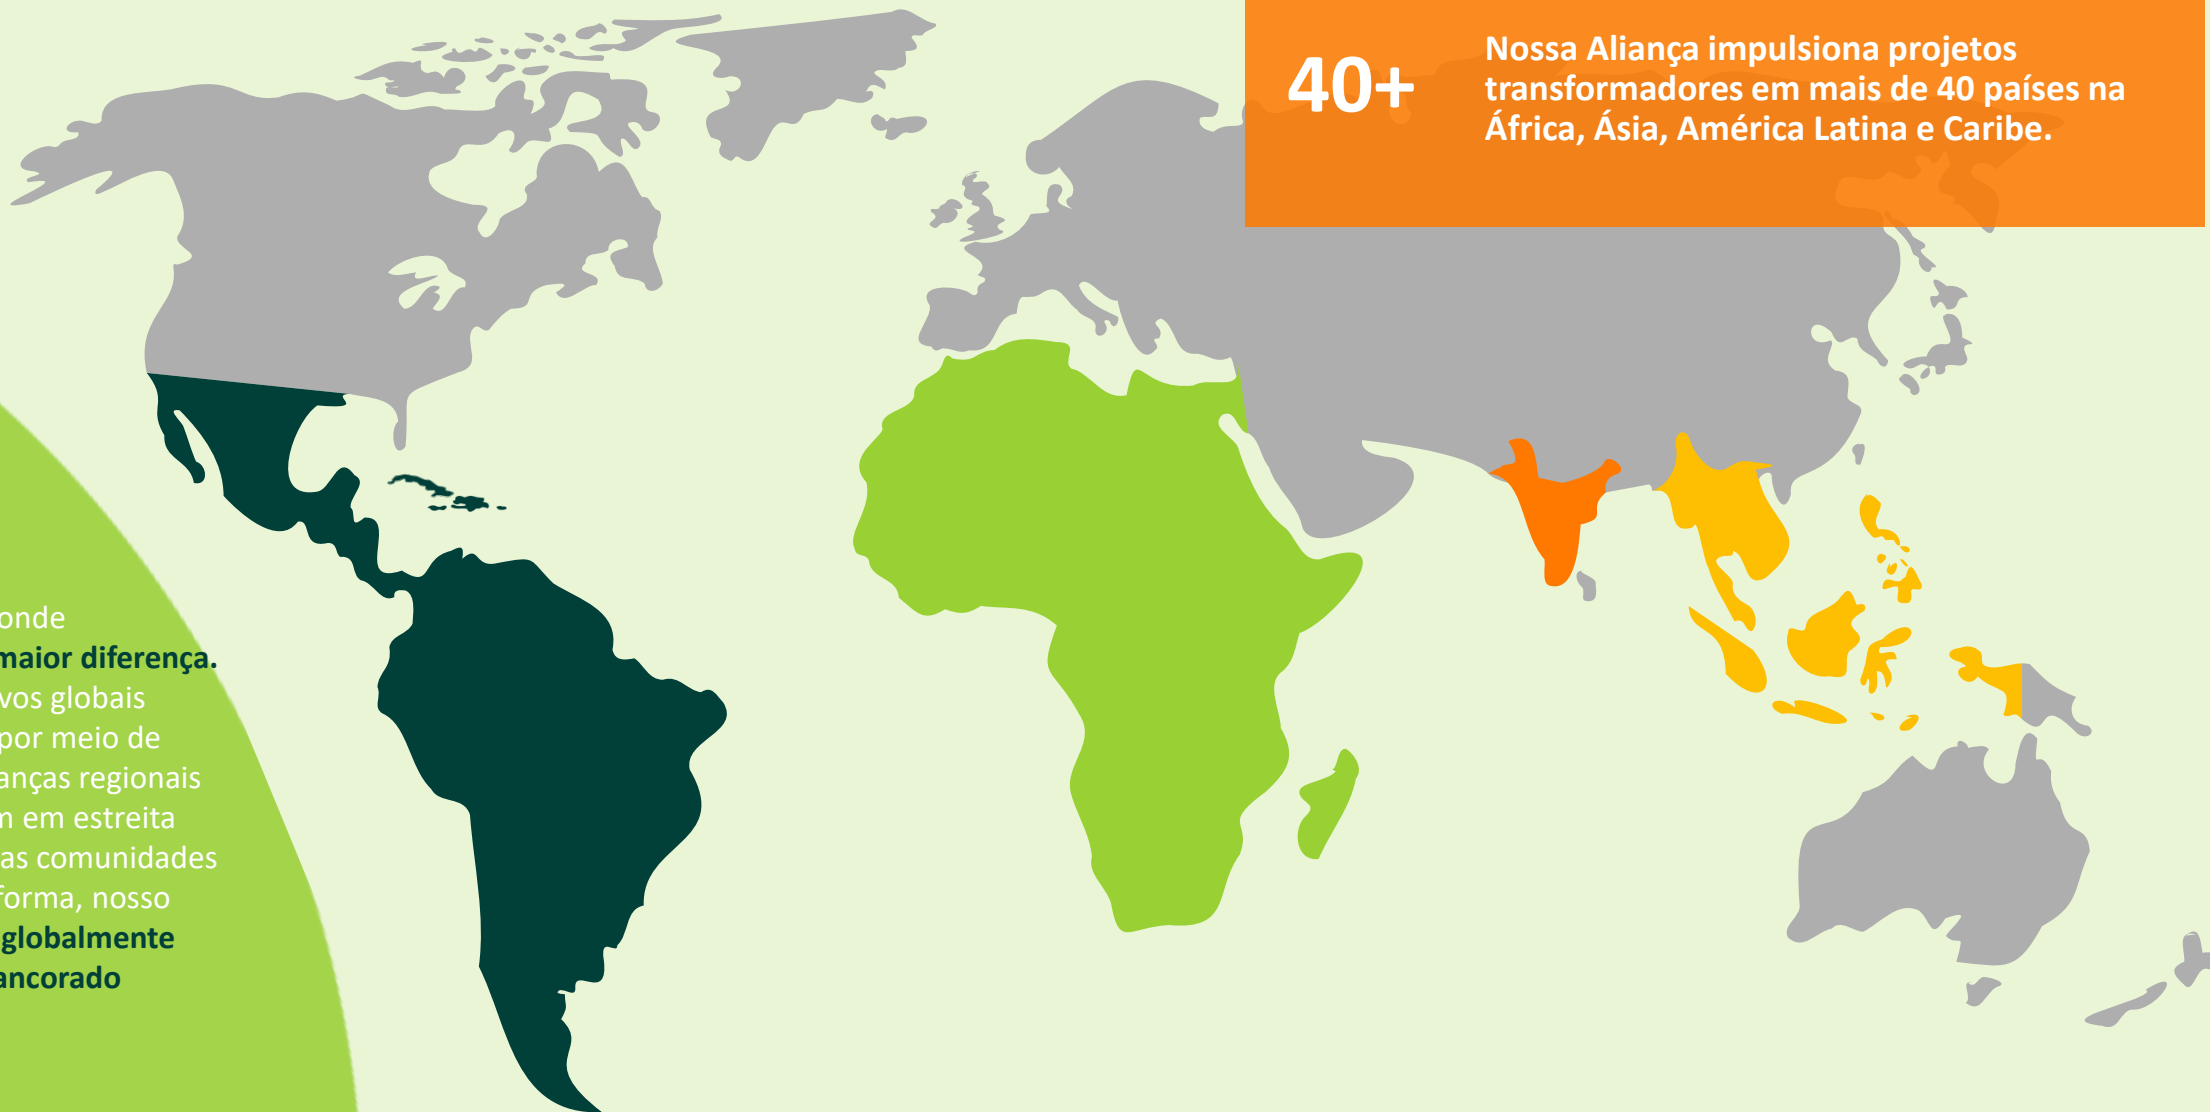 40+
Nossa Aliança impulsiona projetos
transformadores em mais de 40 países na
África, Ásia, América Latina e Caribe.
onde
maior diferença.
vos globais
por meio de
anças regionais
m em estreita
as comunidades
forma, nosso
globalmente
ancorado